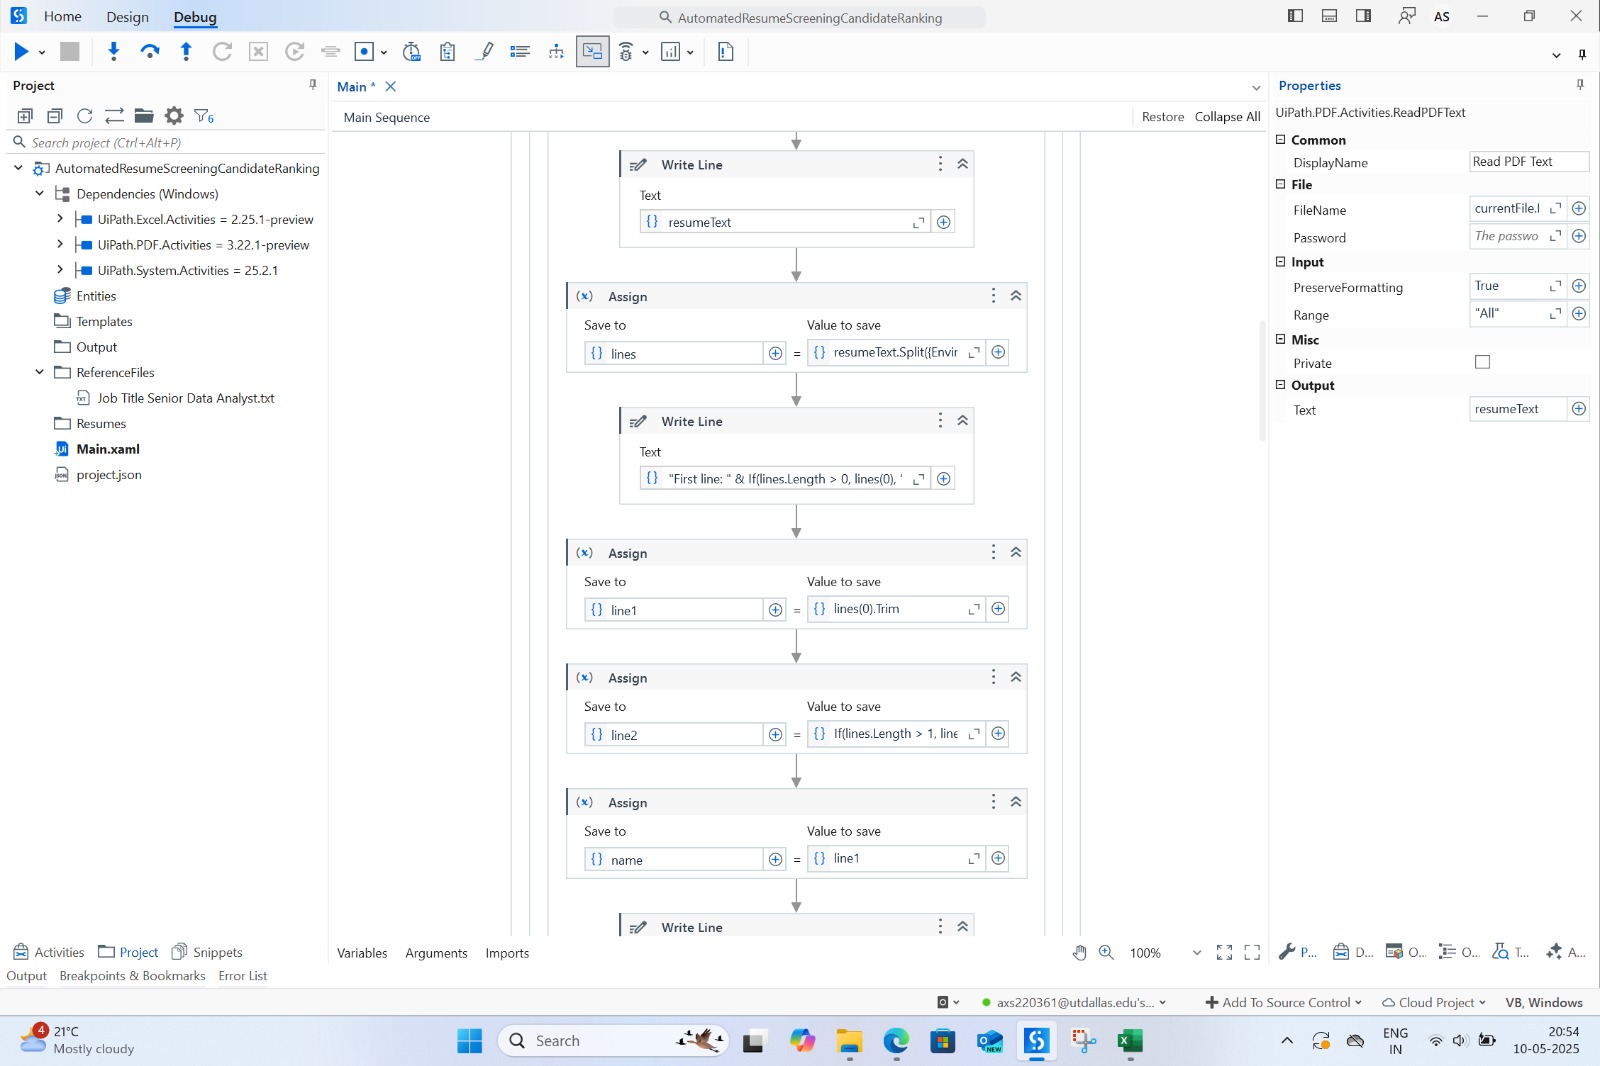 Home Design Debug
AutomatedResumeScreeningCandidateRanking
AS
Project
Main *
Properties
Main Sequence
Restore Collapse All
UiPath.PDF.Activities.ReadPDFText
6
Search project (Ctrl+Alt+P)
AutomatedResumeScreeningCandidateRanking
Dependencies (Windows)
UiPath.Excel.Activities = 2.25.1-preview
UiPath.PDF.Activities = 3.22.1-preview
UiPath.System.Activities = 25.2.1
Entities
Templates
Output
ReferenceFiles
Job Title Senior Data Analyst.txt
Resumes
Main.xaml
project.json
Write Line
Text
resumeText
Assign
Save to Value to save
lines = resumeText.Split({Envir
Write Line
Text
"First line: " & If(lines.Length > 0, lines(0), '
Assign
Save to Value to save
line1 = lines(0).Trim
Assign
Save to Value to save
line2 = If(lines.Length > 1, line
Assign
Save to Value to save
name = line1
Write Line
Common
DisplayName Read PDF Text
File
FileName currentFile.
Password The passwo
Input
PreserveFormatting True
Range "All"
Misc
Private
Output
Text resumeText
Activities Project Snippets
Variables Arguments Imports
100%
P... D... O... O... T... A...
Output Breakpoints & Bookmarks Error List
axs220361@utdallas.edu's...
Add To Source Control
Cloud Project
VB, Windows
4
21°C
Mostly cloudy
Search
NEW
ENG
IN
20:54
10-05-2025